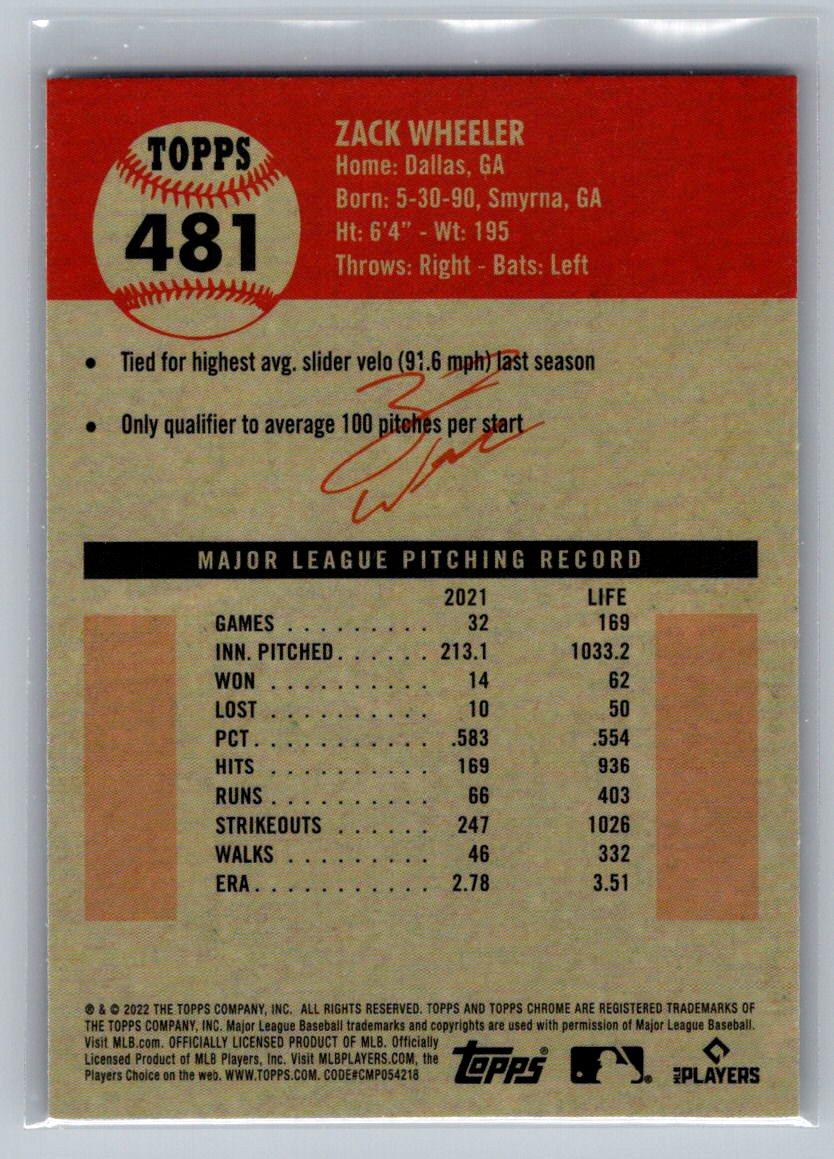 TOPPS
481
ZACK WHEELER
Home: Dallas, GA
Born: 5-30-90, Smyrna, GA
Ht: 6'4" - Wt: 195
Throws: Right - Bats: Left
• Tied for highest avg. slider velo (91.6 mph) last season
• Only qualifier to average 100 pitches per start
MAJOR LEAGUE PITCHING RECORD
2021 LIFE
GAMES . . . . . . . . . 32 169
INN. PITCHED . . . . . . 213.1 1033.2
WON . . . . . . . . . . 14 62
LOST . . . . . . . . . . 10 50
PCT. . . . . . . . . . . .583 .554
HITS . . . . . . . . . . 169 936
RUNS . . . . . . . . . . 66 403
STRIKEOUTS . . . . . . 247 1026
WALKS . . . . . . . . . 46 332
ERA. . . . . . . . . . . 2.78 3.51
® & © 2022 THE TOPPS COMPANY, INC. ALL RIGHTS RESERVED. TOPPS AND TOPPS CHROME ARE REGISTERED TRADEMARKS OF
THE TOPPS COMPANY, INC. Major League Baseball trademarks and copyrights are used with permission of Major League Baseball.
Visit MLB.com. OFFICIALLY LICENSED PRODUCT OF MLB. Officially
Licensed Product of MLB Players, Inc. Visit MLBPLAYERS.COM, the
Players Choice on the web. WWW.TOPPS.COM. CODE#CMP054218
topps®
MLB PLAYERS